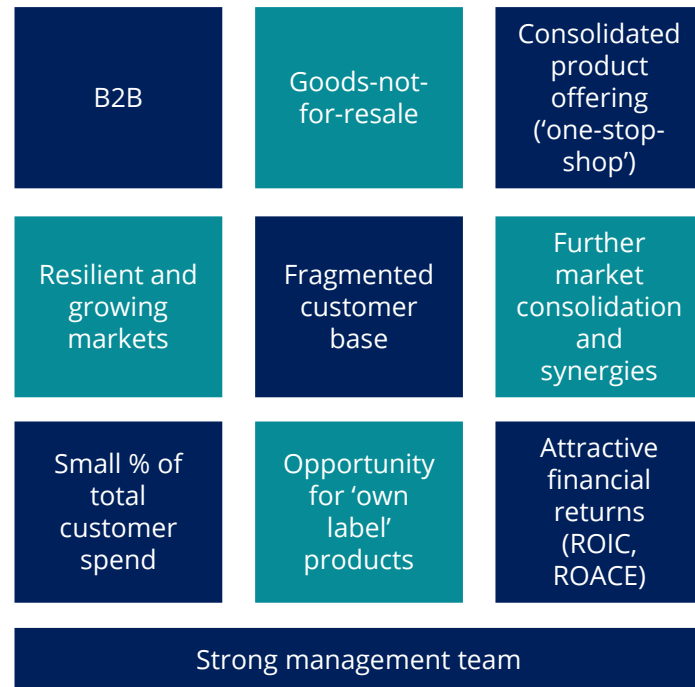 B2B
Goods-not-
for-resale
Consolidated
product
offering
(‘one-stop-
shop’)
Resilient and
growing
markets
Fragmented
customer
base
Further
market
consolidation
and
synergies
Small % of
total
customer
spend
Opportunity
for ‘own
label’
products
Attractive
financial
returns
(ROIC,
ROACE)
Strong management team